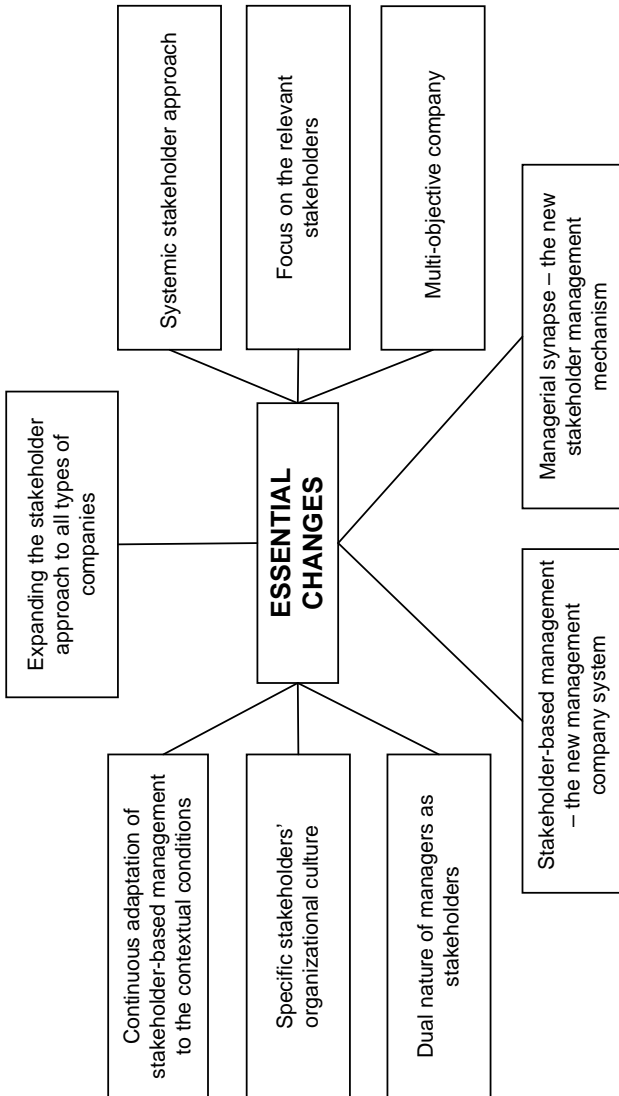 Expanding the stakeholder
approach to all types of
companies
Continuous adaptation of
stakeholder-based management
to the contextual conditions
Systemic stakeholder approach
Specific stakeholders’
organizational culture
ESSENTIAL
CHANGES
Focus on the relevant
stakeholders
Dual nature of managers as
stakeholders
Multi-objective company
Stakeholder-based management
– the new management
company system
Managerial synapse – the new
stakeholder management
mechanism